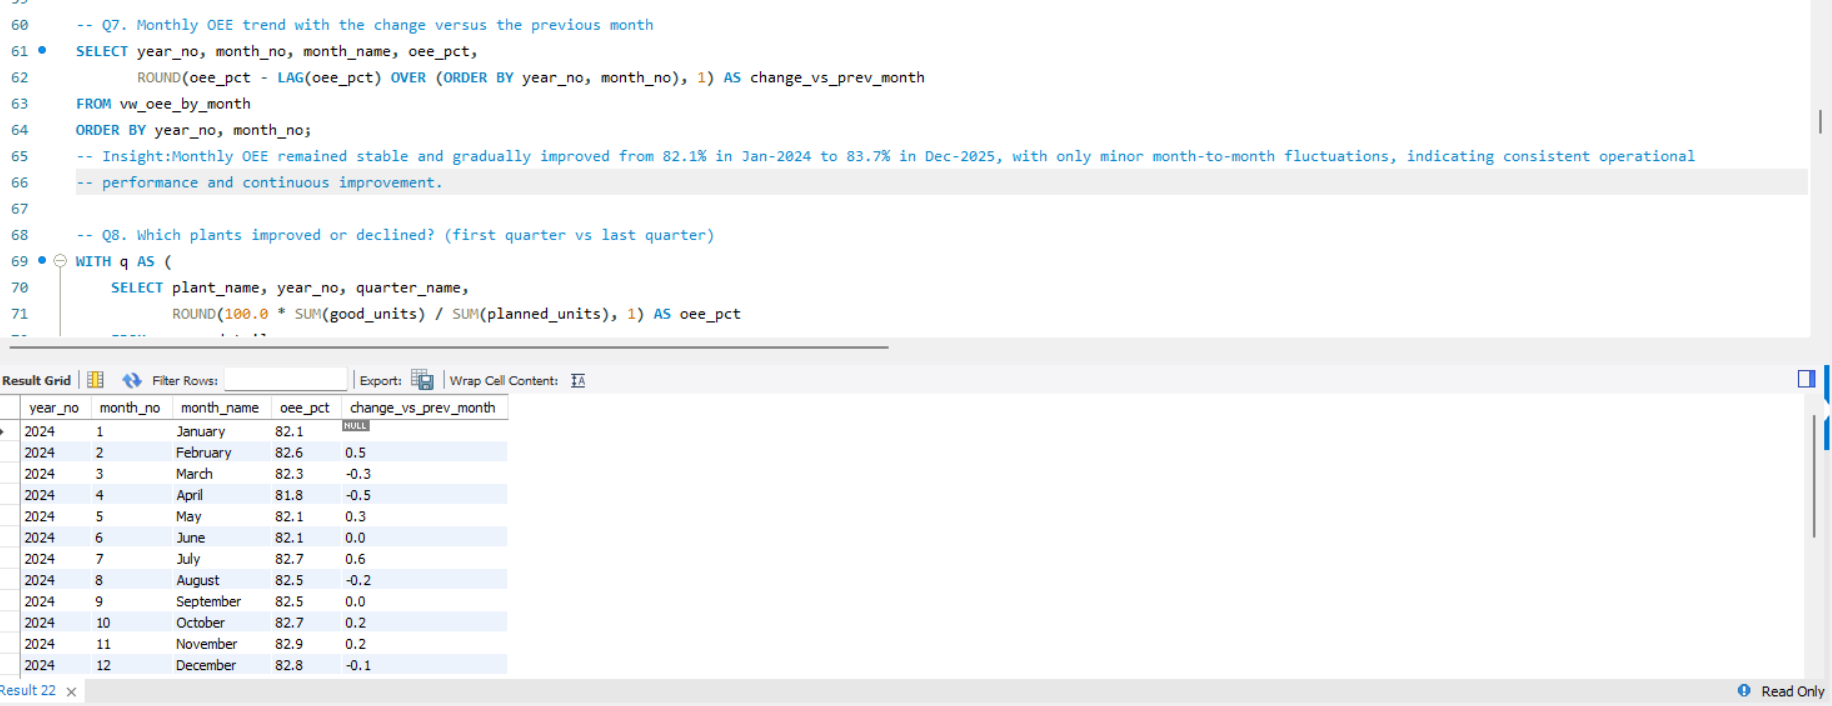 60 -- Q7. Monthly OEE trend with the change versus the previous month
61 SELECT year_no, month_no, month_name, oee_pct,
62 ROUND(oee_pct - LAG(oee_pct) OVER (ORDER BY year_no, month_no), 1) AS change_vs_prev_month
63 FROM vw_oee_by_month
64 ORDER BY year_no, month_no;
65 -- Insight:Monthly OEE remained stable and gradually improved from 82.1% in Jan-2024 to 83.7% in Dec-2025, with only minor month-to-month fluctuations, indicating consistent operational
66 -- performance and continuous improvement.
67
68 -- Q8. Which plants improved or declined? (first quarter vs last quarter)
69 WITH q AS (
70 SELECT plant_name, year_no, quarter_name,
71 ROUND(100.0 * SUM(good_units) / SUM(planned_units), 1) AS oee_pct
Result Grid Filter Rows: Export: Wrap Cell Content: IA
year_no month_no month_name oee_pct change_vs_prev_month
2024 1 January 82.1 NULL
2024 2 February 82.6 0.5
2024 3 March 82.3 -0.3
2024 4 April 81.8 -0.5
2024 5 May 82.1 0.3
2024 6 June 82.1 0.0
2024 7 July 82.7 0.6
2024 8 August 82.5 -0.2
2024 9 September 82.5 0.0
2024 10 October 82.7 0.2
2024 11 November 82.9 0.2
2024 12 December 82.8 -0.1
Result 22 Read Only